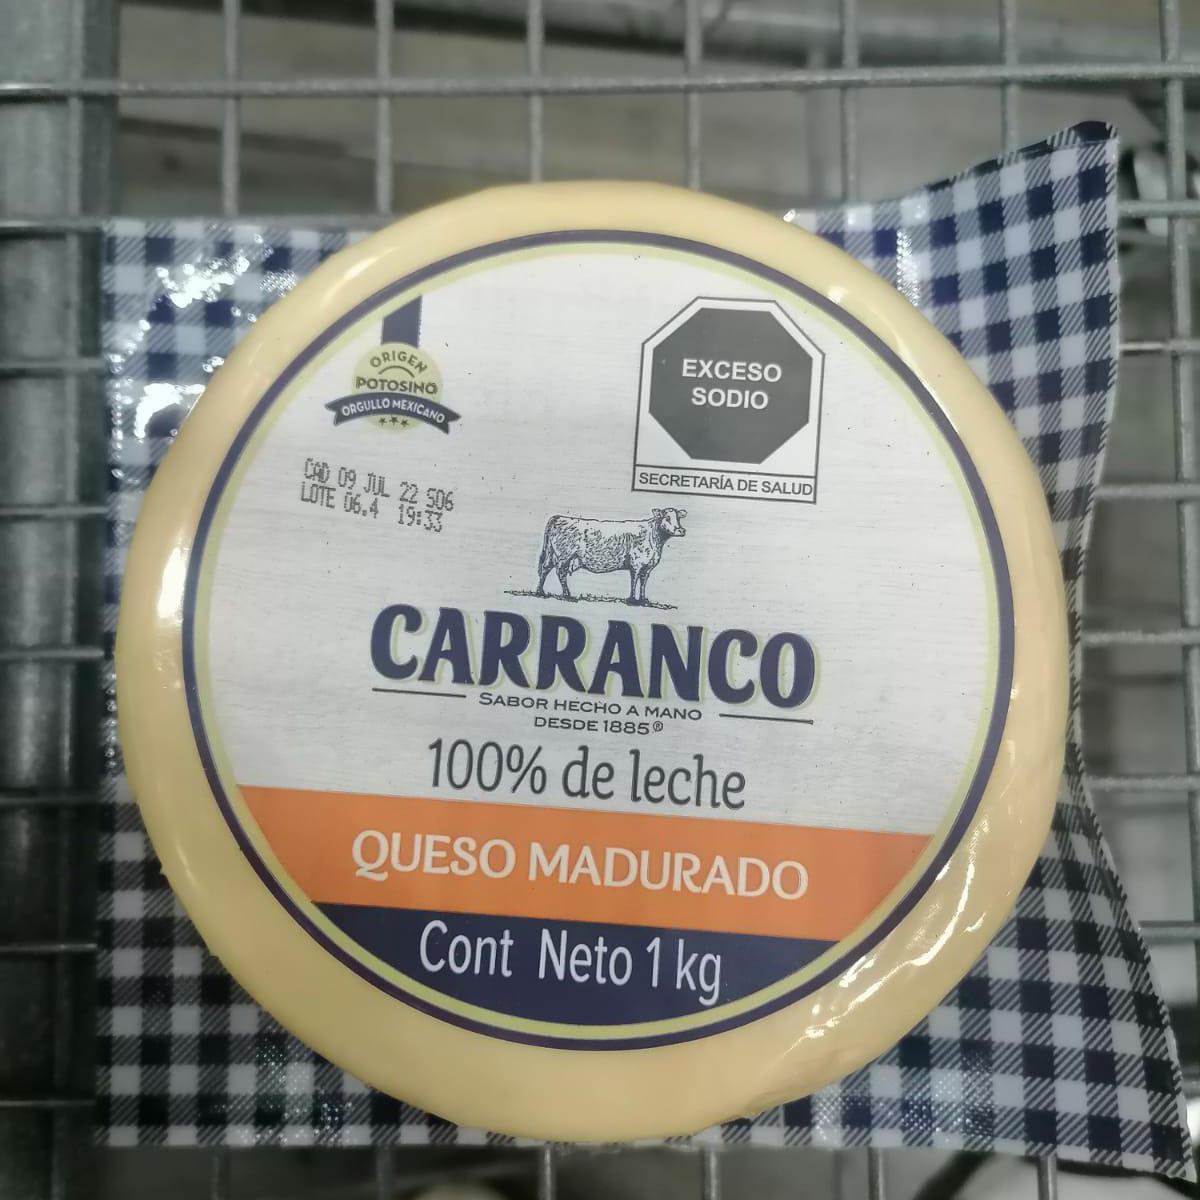 ORIGEN
POTOSINO
ORGULLO MEXICANO
EXCESO
SODIO
SECRETARÍA DE SALUD
CAD 09 JUL 22 S06
LOTE 06.4 19:33
CARRANCO
SABOR HECHO A MANO
DESDE 1885®
100% de leche
QUESO MADURADO
Cont Neto 1 kg